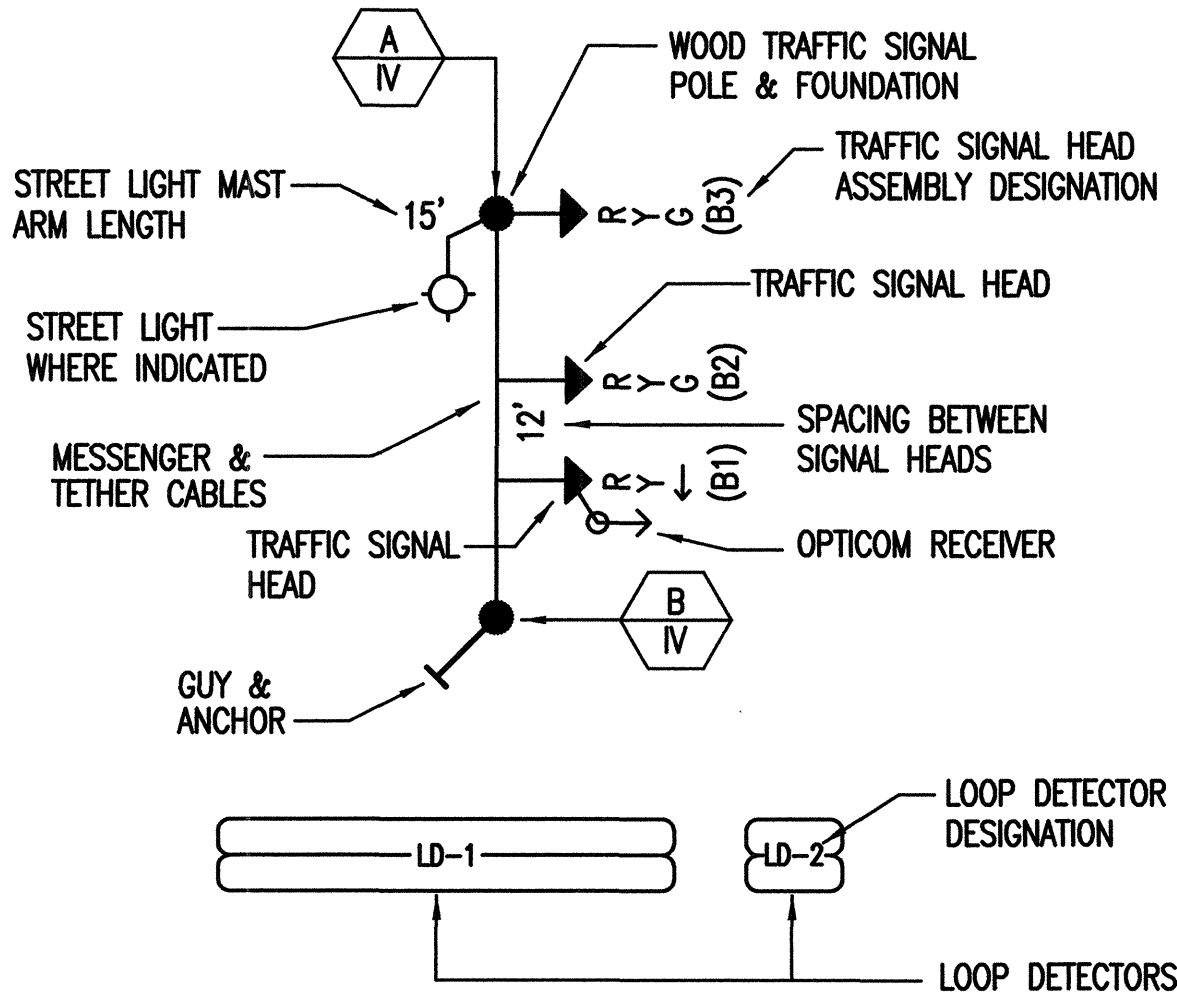 A
IV
WOOD TRAFFIC SIGNAL
POLE & FOUNDATION
TRAFFIC SIGNAL HEAD
ASSEMBLY DESIGNATION
STREET LIGHT MAST
ARM LENGTH
15'
R Y G (B3)
TRAFFIC SIGNAL HEAD
STREET LIGHT
WHERE INDICATED
R Y G (B2)
12'
SPACING BETWEEN
SIGNAL HEADS
MESSENGER &
TETHER CABLES
R Y ← (B1)
TRAFFIC SIGNAL
HEAD
OPTICOM RECEIVER
B
IV
GUY &
ANCHOR
LOOP DETECTOR
DESIGNATION
LD-1
LD-2
LOOP DETECTORS